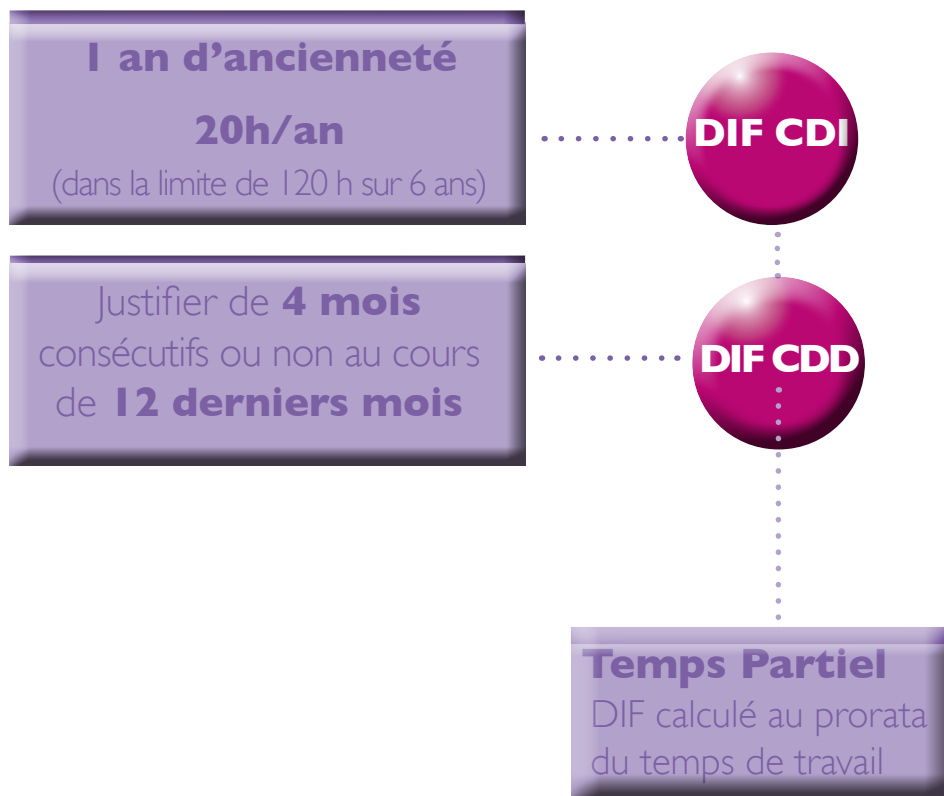 1 an d’ancienneté
20h/an
(dans la limite de 120 h sur 6 ans)
DIF CDI
Justifier de 4 mois
consécutifs ou non au cours
de 12 derniers mois
DIF CDD
Temps Partiel
DIF calculé au prorata
du temps de travail